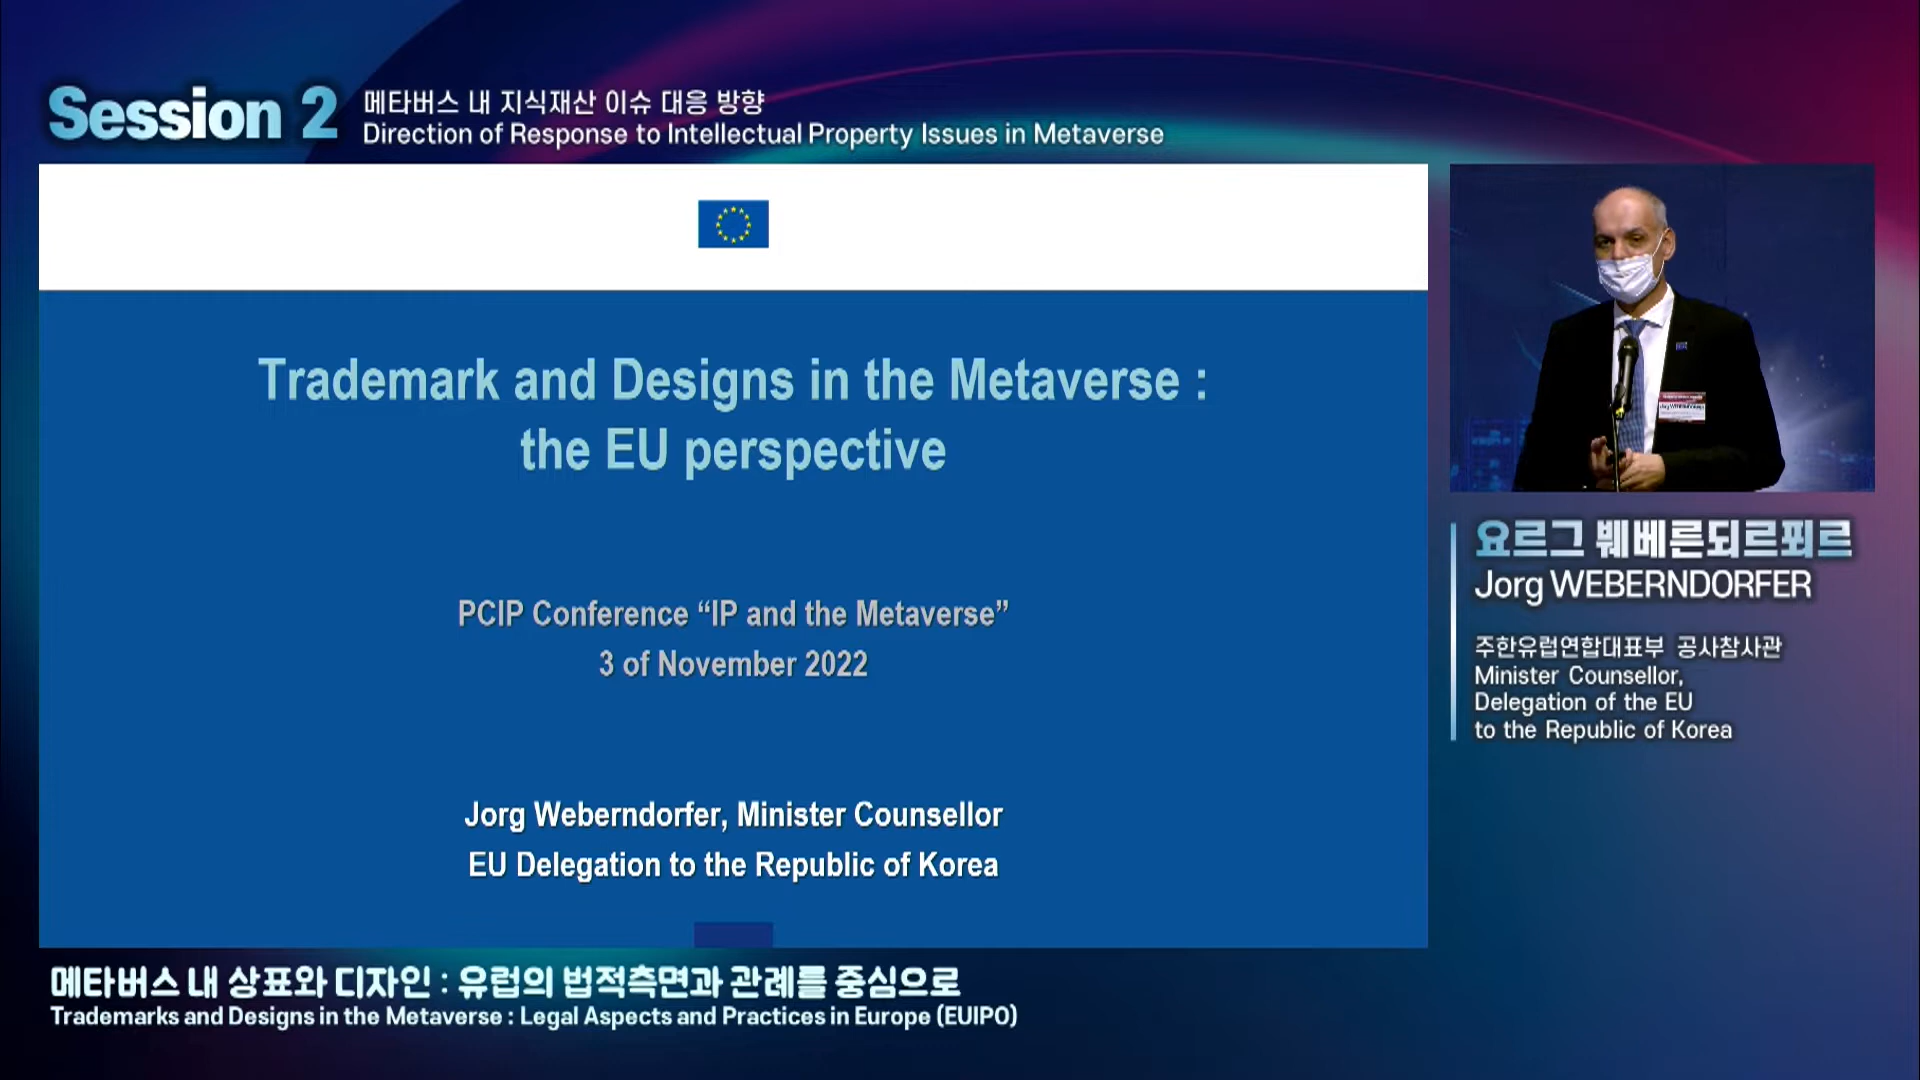 Session 2
메타버스 내 지식재산 이슈 대응 방향
Direction of Response to Intellectual Property Issues in Metaverse
Trademark and Designs in the Metaverse :
the EU perspective
PCIP Conference “IP and the Metaverse”
3 of November 2022
Jorg Weberndorfer, Minister Counsellor
EU Delegation to the Republic of Korea
요르그 붸베른되르푀르
Jorg WEBERNDORFER
주한유럽연합대표부 공사참사관
Minister Counsellor,
Delegation of the EU
to the Republic of Korea
메타버스 내 상표와 디자인 : 유럽의 법적측면과 관례를 중심으로
Trademarks and Designs in the Metaverse : Legal Aspects and Practices in Europe (EUIPO)